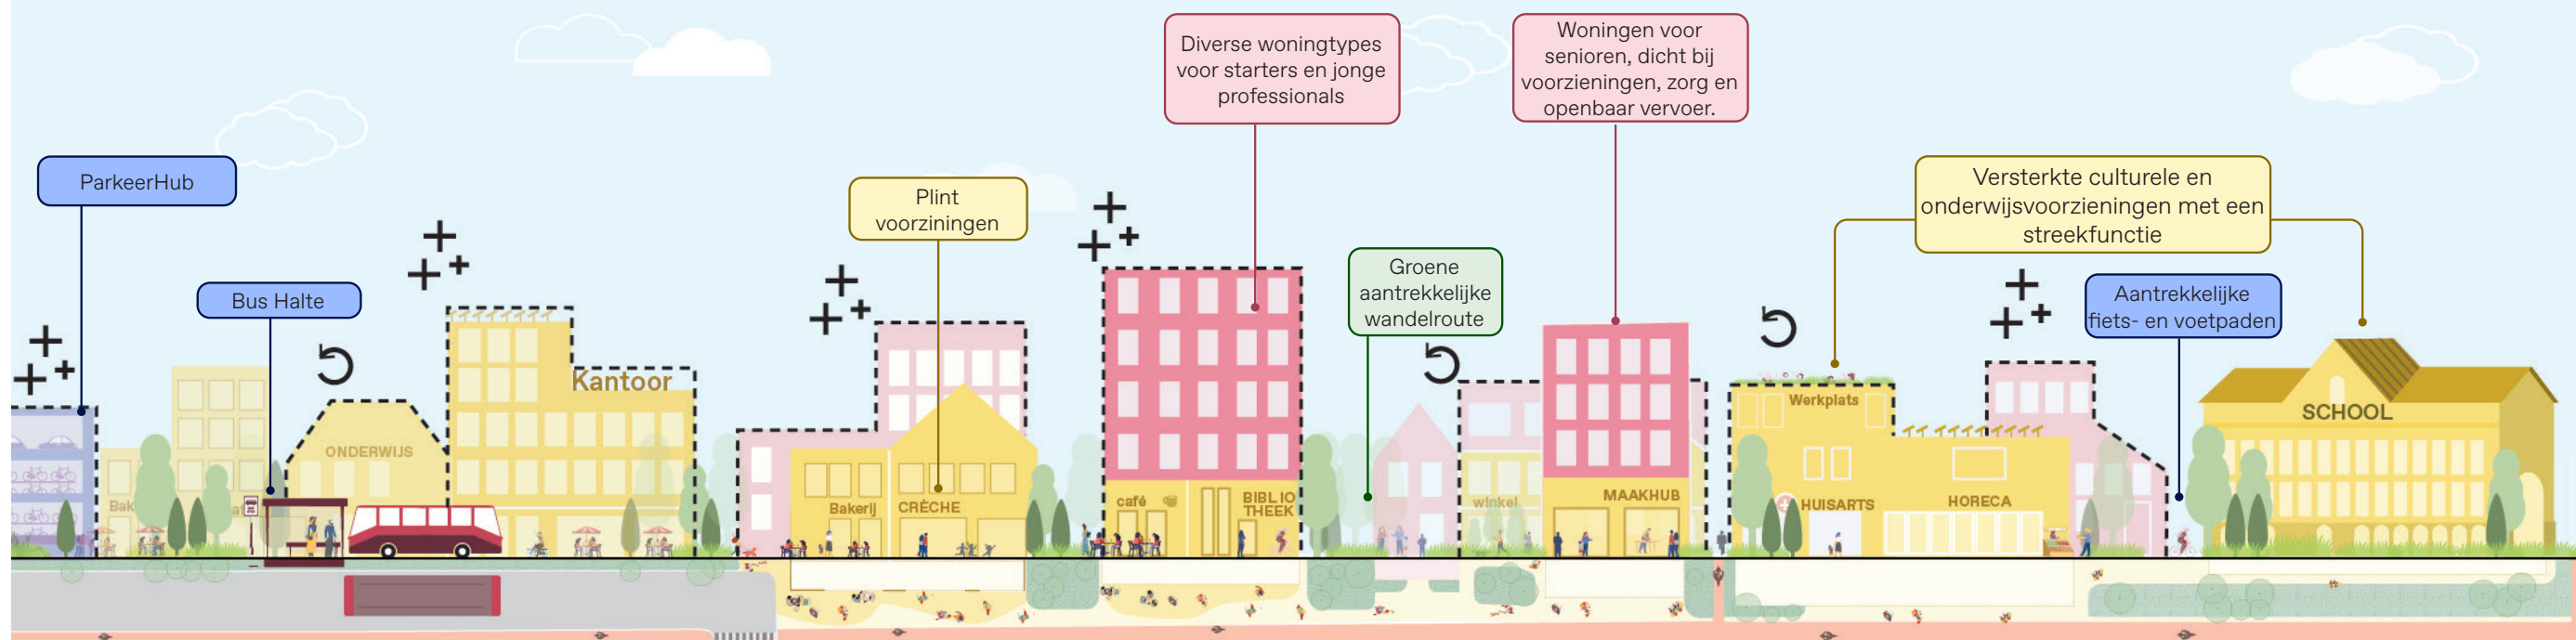 Diverse woningtypes
voor starters en jonge
professionals
Woningen voor
senioren, dicht bij
voorzieningen, zorg en
openbaar vervoer.
ParkeerHub
Plint
voorziningen
Versterkte culturele en
onderwijsvoorzieningen met een
streekfunctie
Bus Halte
Groene
aantrekkelijke
wandelroute
Aantrekkelijke
fiets- en voetpaden
Kantoor
ONDERWIJS
Werkplats
SCHOOL
Bak
Bakerij
CRÈCHE
café
BIBLIO
THEEK
winkel
MAAKHUB
HUISARTS
HORECA